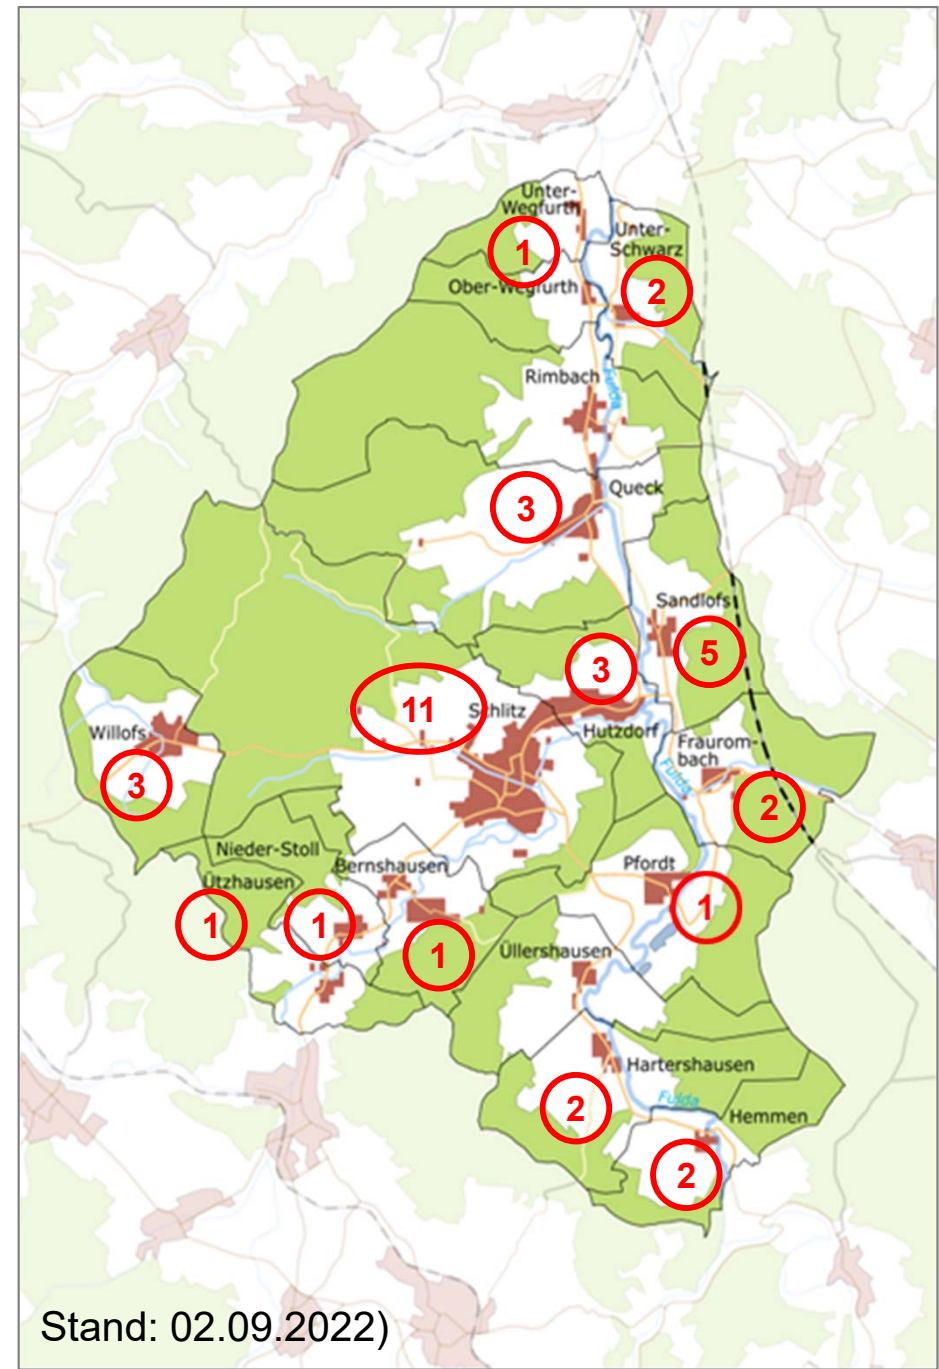 Unter-
Wegfurth
1
Unter-
Schwarz
2
Ober-Wegfurth
Rimbach
Fulda
3
Queck
Sandlofs
5
3
11
Schlitz
Hutzdorf
Willofs
3
Fraurom-
bach
Fulda
2
Nieder-Stoll
Bernshausen
Pfordt
Ützhausen
1
1
1
1
Üllershausen
Hartershausen
2
Fulda
Hemmen
2
Stand: 02.09.2022)